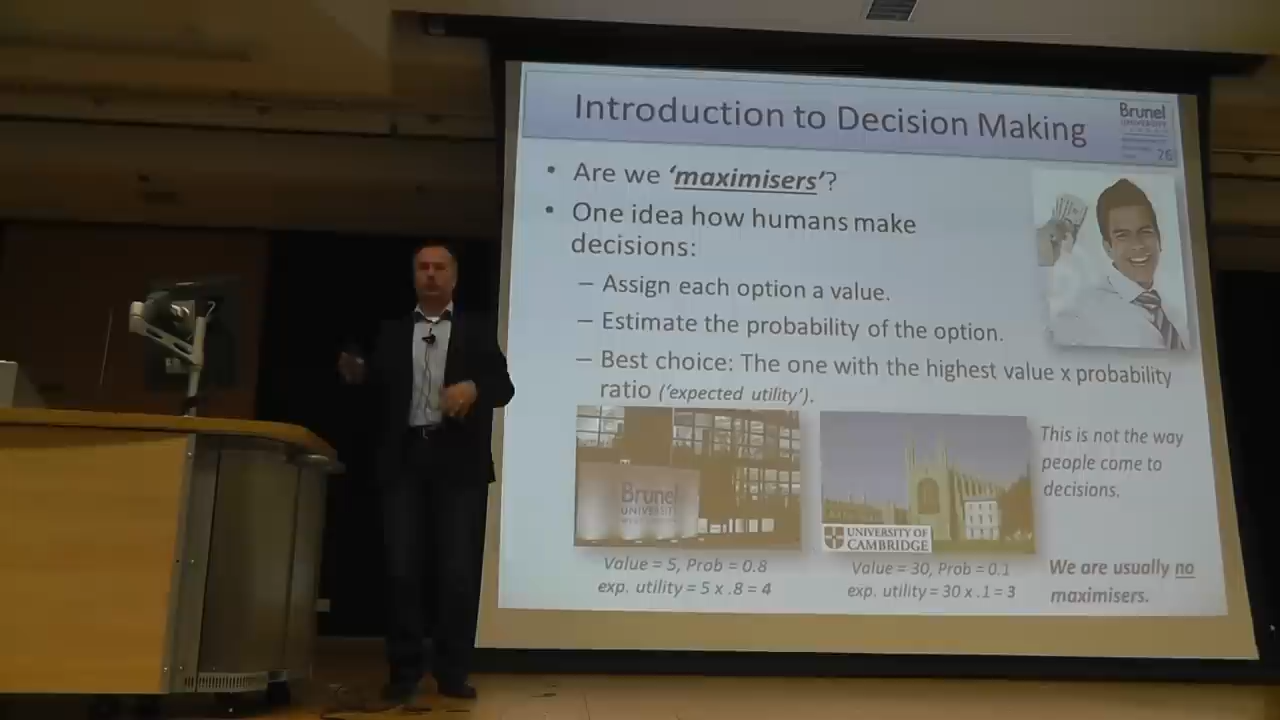 Introduction to Decision Making
Brunel
UNIVERSITY
26
• Are we ‘maximisers’?
• One idea how humans make
decisions:
– Assign each option a value.
– Estimate the probability of the option.
– Best choice: The one with the highest value x probability
ratio (‘expected utility’).
Brunel
UNIVERSITY
UNIVERSITY OF
CAMBRIDGE
This is not the way
people come to
decisions.
Value = 5, Prob = 0.8
exp. utility = 5 x .8 = 4
Value = 30, Prob = 0.1
exp. utility = 30 x .1 = 3
We are usually no
maximisers.